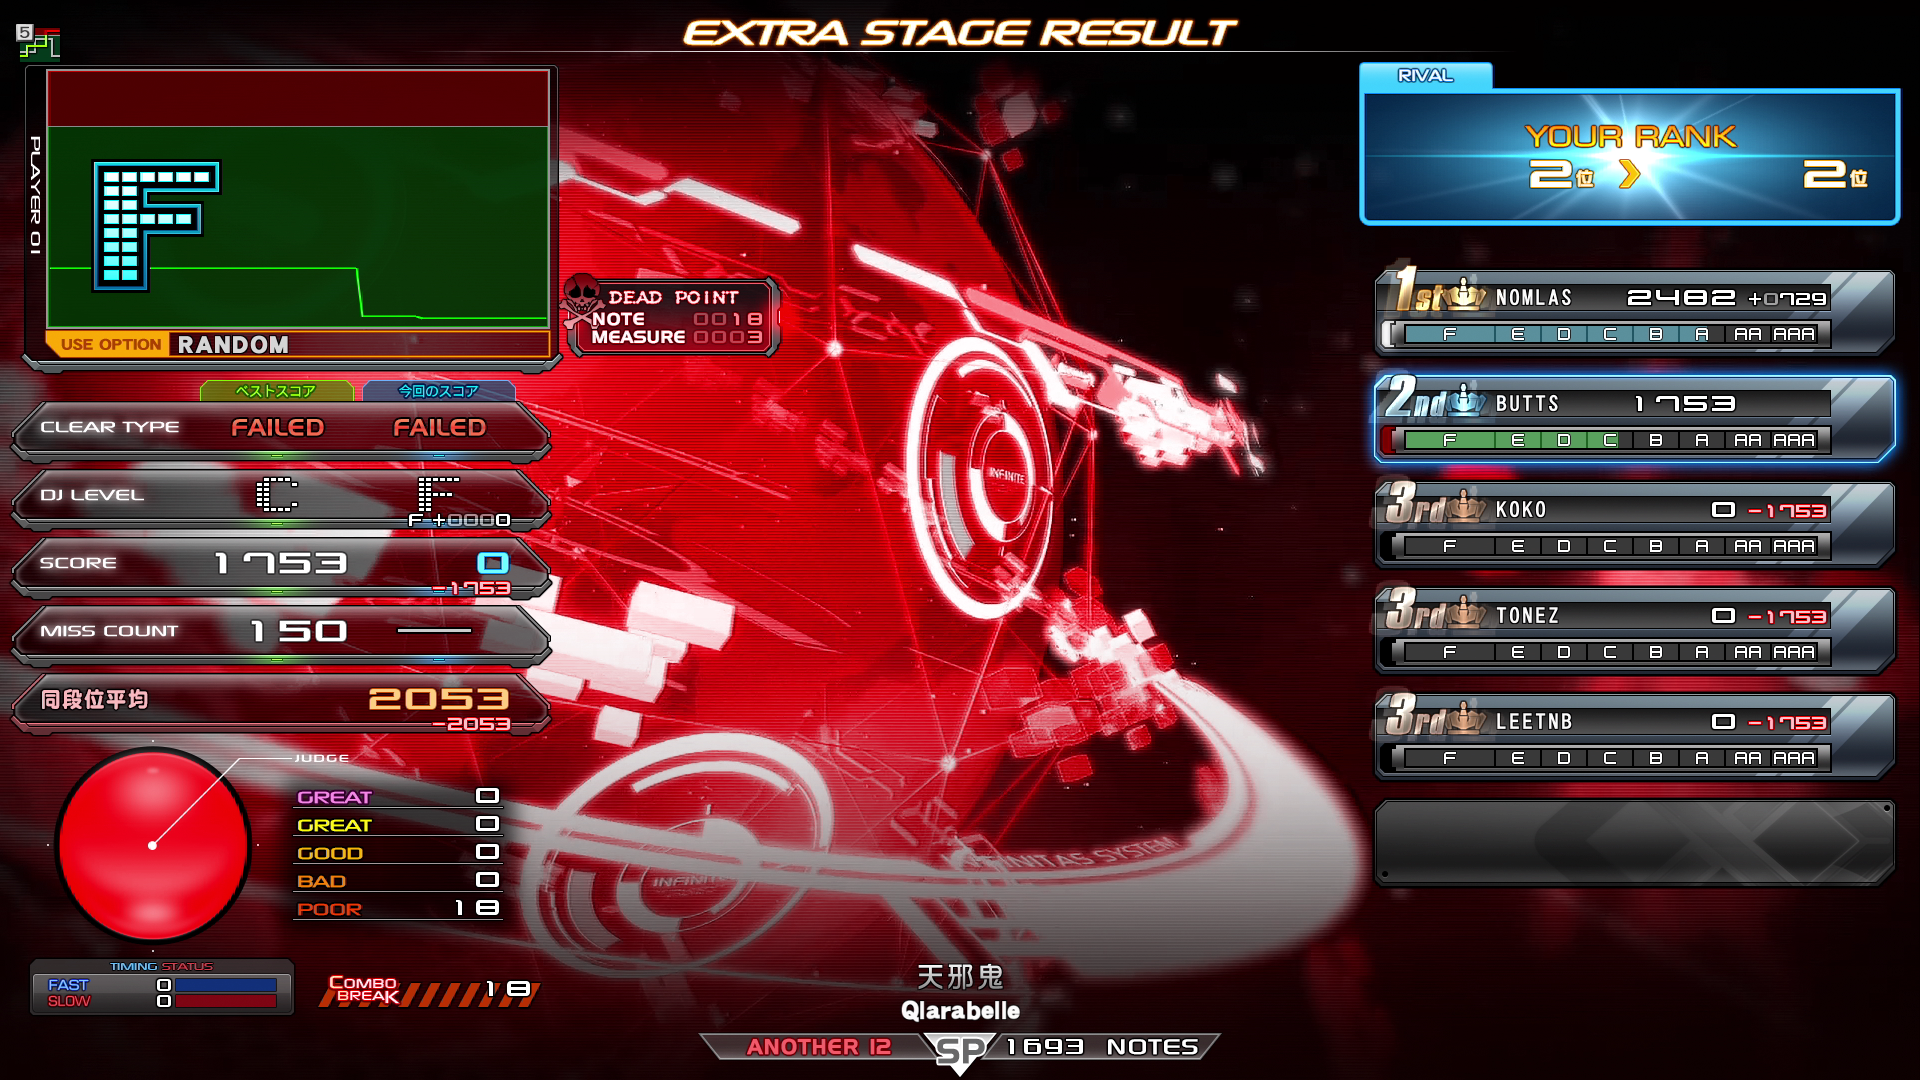 EXTRA STAGE RESULT
5
PLAYER 01
F
USE OPTION RANDOM
DEAD POINT
NOTE 0018
MEASURE 0003
ベストスコア 今回のスコア
CLEAR TYPE FAILED FAILED
DJ LEVEL C F
F +0000
SCORE 1753 0
-1753
MISS COUNT 150
同段位平均 2053
-2053
JUDGE
GREAT 0
GREAT 0
GOOD 0
BAD 0
POOR 18
TIMING STATUS
FAST 0
SLOW 0
COMBO BREAK 18
INFINITE
INFINITAS SYSTEM
INFINITE
天邪鬼
Qlarabelle
ANOTHER 12 SP 1693 NOTES
RIVAL
YOUR RANK
2位 2位
1st NOMLAS 2482 +0729
F E D C B A AA AAA
2nd BUTTS 1753
F E D C B A AA AAA
3rd KOKO 0 -1753
F E D C B A AA AAA
3rd TONEZ 0 -1753
F E D C B A AA AAA
3rd LEETNB 0 -1753
F E D C B A AA AAA